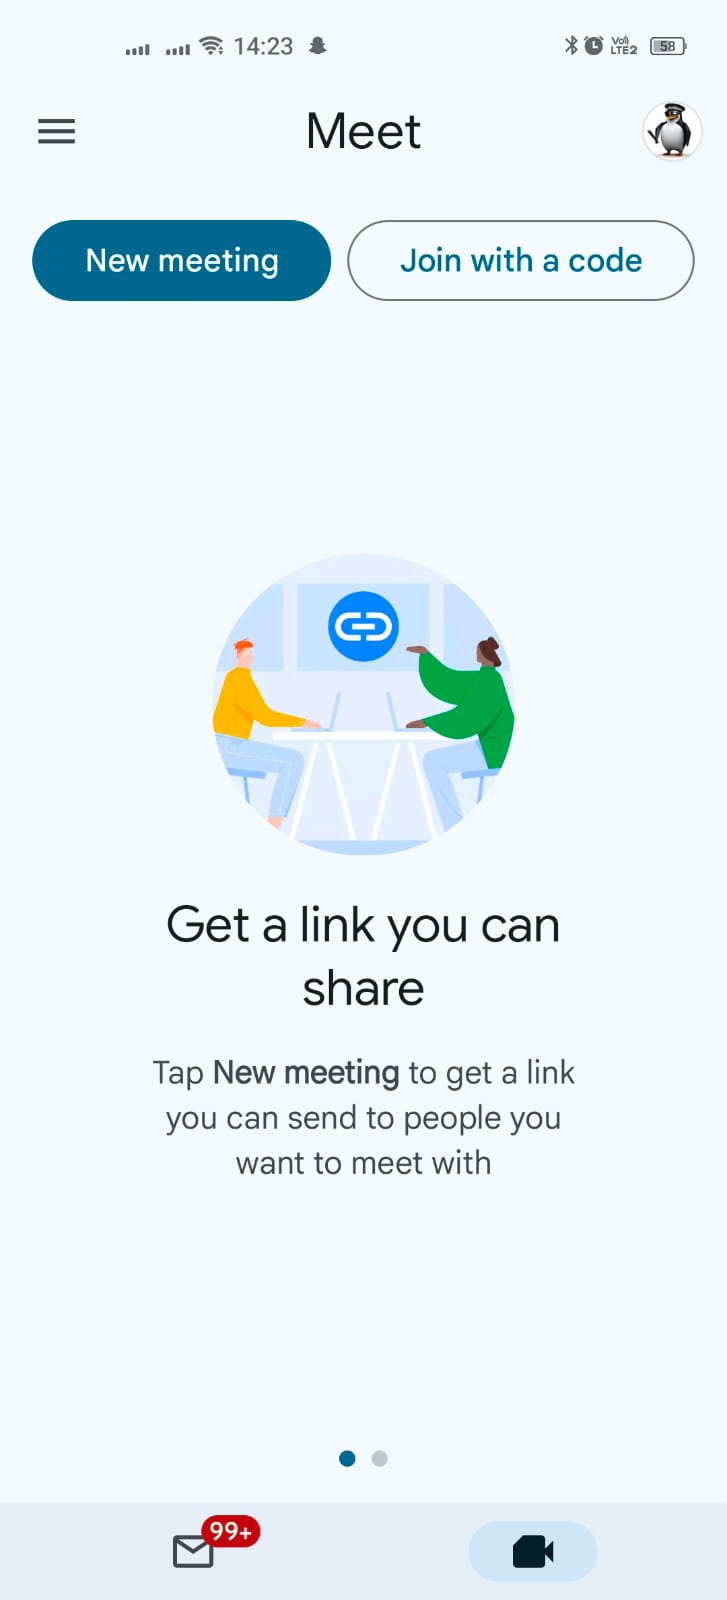 14:23
Vo))
LTE2
58
Meet
New meeting
Join with a code
Get a link you can
share
Tap New meeting to get a link
you can send to people you
want to meet with
99+